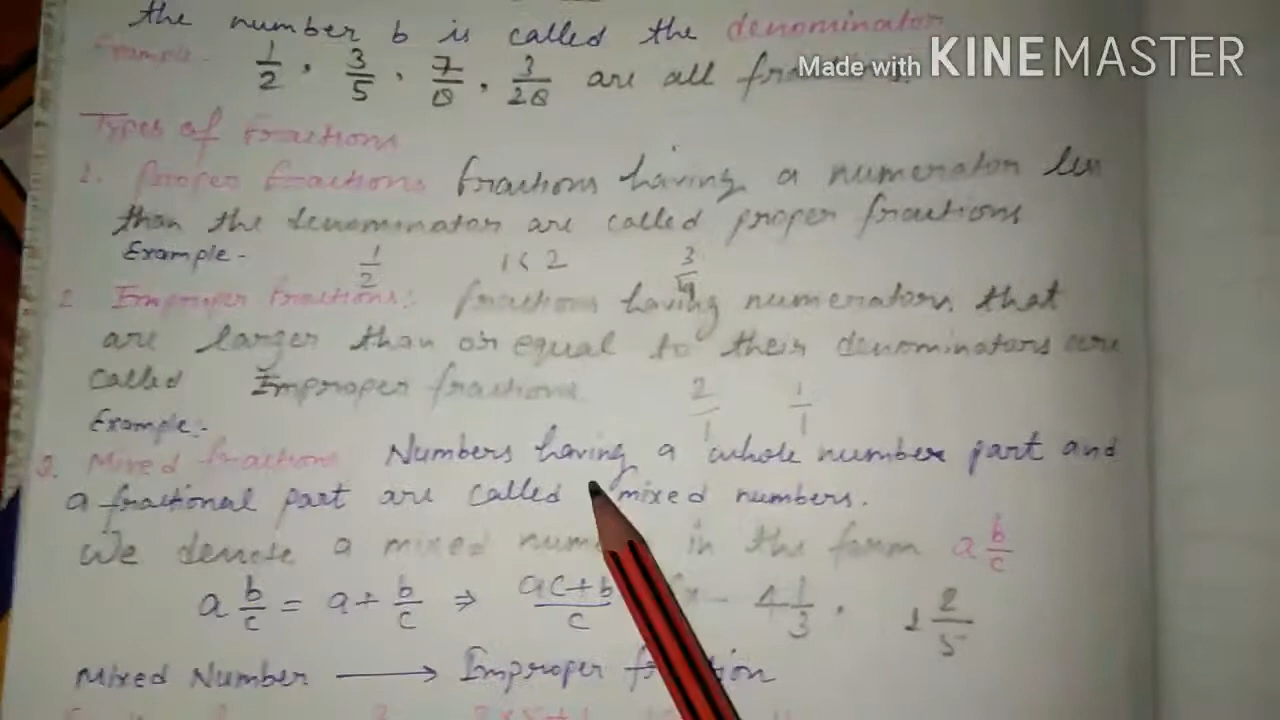 the number b is called the denominator
Made with KINEMASTER
Example- 1/2, 3/5, 7/8, 3/28 are all
Types of Fractions
1. Proper fractions fractions having a numerator less
than the denominator are called proper fractions
Example - 1/2 1<2 3/4
2 Improper fractions: fractions having numerators that
are larger than or equal to their denominators are
called Improper fractions. 2/1 1/1
Example:-
3. Mixed fractions Numbers having a whole number part and
a fractional part are called mixed numbers.
We denote a mixed in the form a b/c
a b/c = a + b/c ⇒ ac+b/c 4 1/3, 1 2/5
Mixed Number ⟶ Improper